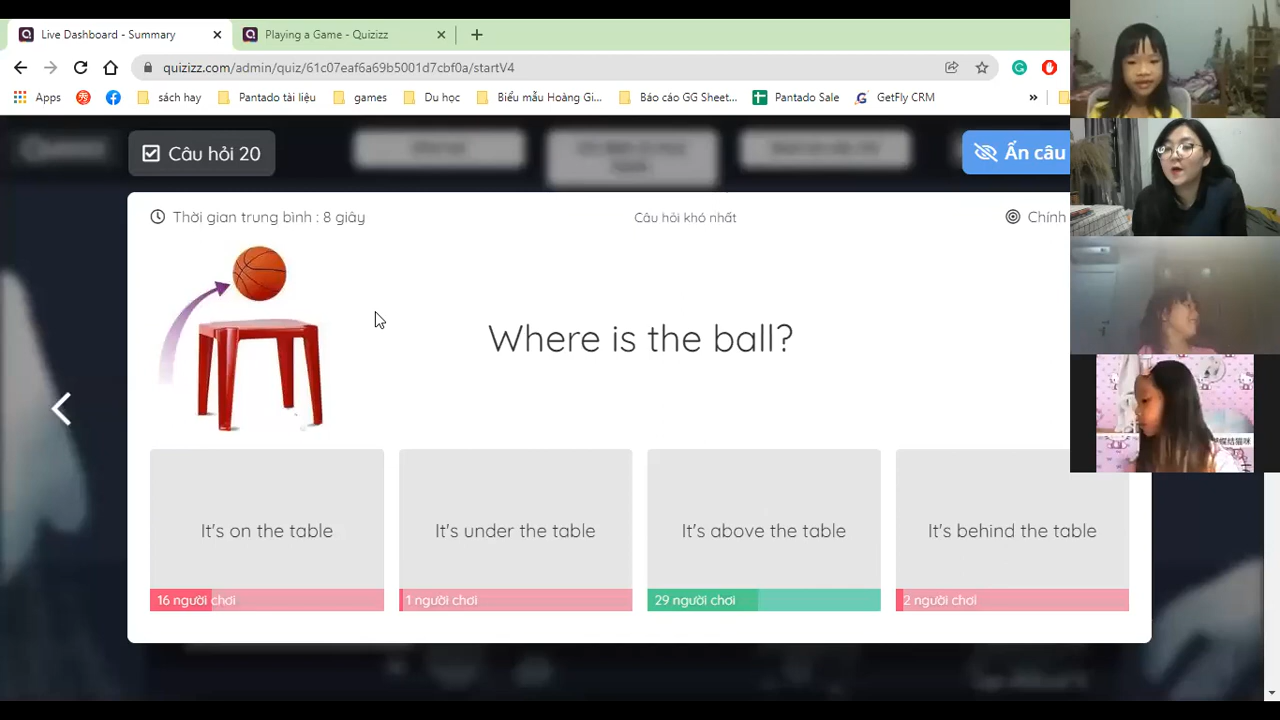 Live Dashboard - Summary
Playing a Game - Quizizz
quizizz.com/admin/quiz/61c07eaf6a69b5001d7cbf0a/startV4
Apps
sách hay
Pantado tài liệu
games
Du học
Biểu mẫu Hoàng Gi...
Báo cáo GG Sheet...
Pantado Sale
GetFly CRM
»
Câu hỏi 20
Ẩn câu
Thời gian trung bình : 8 giây
Câu hỏi khó nhất
Chính
Where is the ball?
It's on the table
It's under the table
It's above the table
It's behind the table
16 người chơi
1 người chơi
29 người chơi
2 người chơi